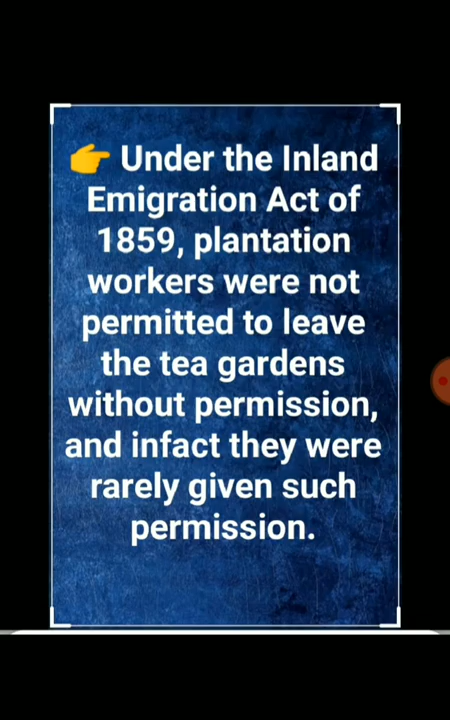 👉 Under the Inland
Emigration Act of
1859, plantation
workers were not
permitted to leave
the tea gardens
without permission,
and infact they were
rarely given such
permission.